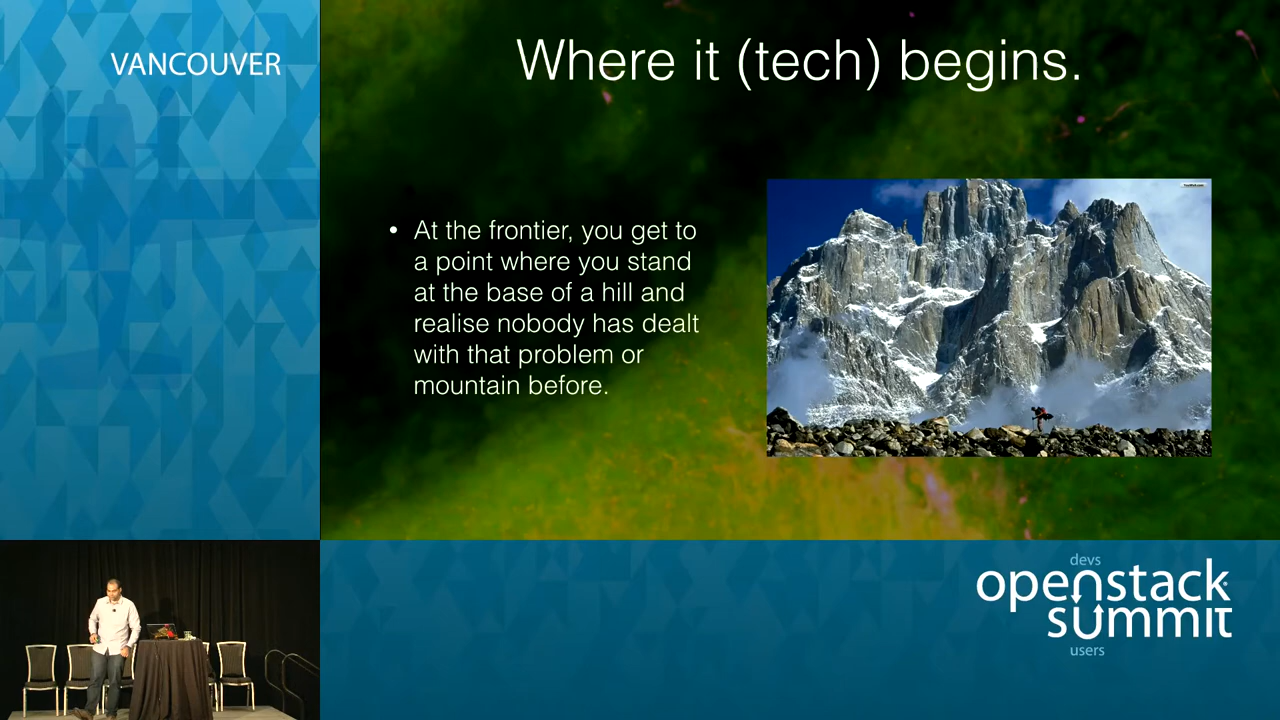 VANCOUVER
Where it (tech) begins.
• At the frontier, you get to
a point where you stand
at the base of a hill and
realise nobody has dealt
with that problem or
mountain before.
devs
openstack
summit
users